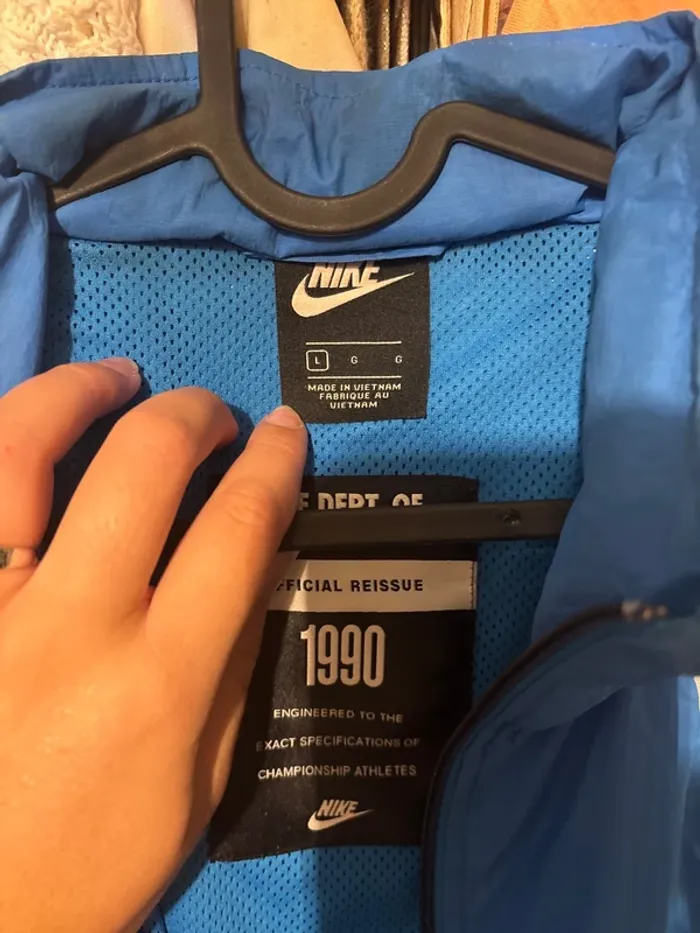 NIKE
L G G
MADE IN VIETNAM
FABRIQUE AU
VIETNAM
DEPT. OF
OFFICIAL REISSUE
1990
ENGINEERED TO THE
EXACT SPECIFICATIONS OF
CHAMPIONSHIP ATHLETES
NIKE